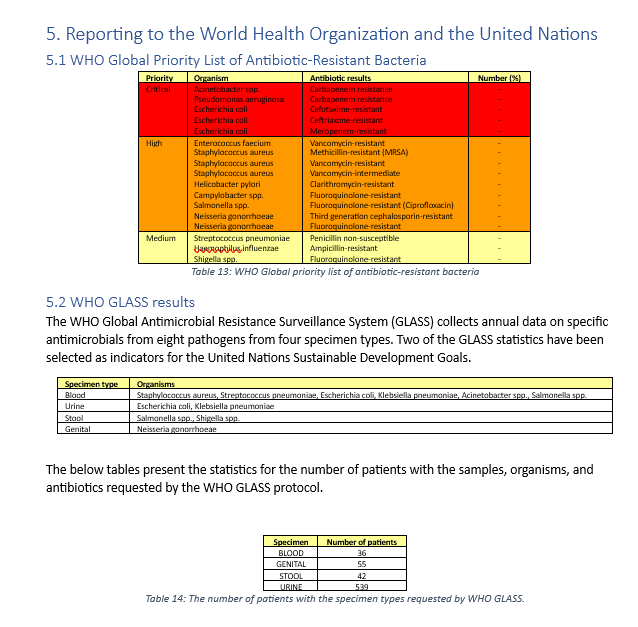 5. Reporting to the World Health Organization and the United Nations
5.1 WHO Global Priority List of Antibiotic-Resistant Bacteria
Priority Organism Antibiotic results Number (%)
Critical Acinetobacter spp. Carbapenem resistance -
Pseudomonas aeruginosa Carbapenem resistance -
Escherichia coli Cefotaxime-resistant -
Escherichia coli Ceftriaxone-resistant -
Escherichia coli Meropenem-resistant -
High Enterococcus faecium Vancomycin-resistant -
Staphylococcus aureus Methicillin-resistant (MRSA) -
Staphylococcus aureus Vancomycin-resistant -
Staphylococcus aureus Vancomycin-intermediate -
Helicobacter pylori Clarithromycin-resistant -
Campylobacter spp. Fluoroquinolone-resistant -
Salmonella spp. Fluoroquinolone-resistant (Ciprofloxacin) -
Neisseria gonorrhoeae Third generation cephalosporin-resistant -
Neisseria gonorrhoeae Fluoroquinolone-resistant -
Medium Streptococcus pneumoniae Penicillin non-susceptible -
Haemophilus influenzae Ampicillin-resistant -
Shigella spp. Fluoroquinolone-resistant -
Table 13: WHO Global priority list of antibiotic-resistant bacteria
5.2 WHO GLASS results
The WHO Global Antimicrobial Resistance Surveillance System (GLASS) collects annual data on specific
antimicrobials from eight pathogens from four specimen types. Two of the GLASS statistics have been
selected as indicators for the United Nations Sustainable Development Goals.
Specimen type Organisms
Blood Staphylococcus aureus, Streptococcus pneumoniae, Escherichia coli, Klebsiella pneumoniae, Acinetobacter spp., Salmonella spp.
Urine Escherichia coli, Klebsiella pneumoniae
Stool Salmonella spp., Shigella spp.
Genital Neisseria gonorrhoeae
The below tables present the statistics for the number of patients with the samples, organisms, and
antibiotics requested by the WHO GLASS protocol.
Specimen Number of patients
BLOOD 36
GENITAL 55
STOOL 42
URINE 539
Table 14: The number of patients with the specimen types requested by WHO GLASS.